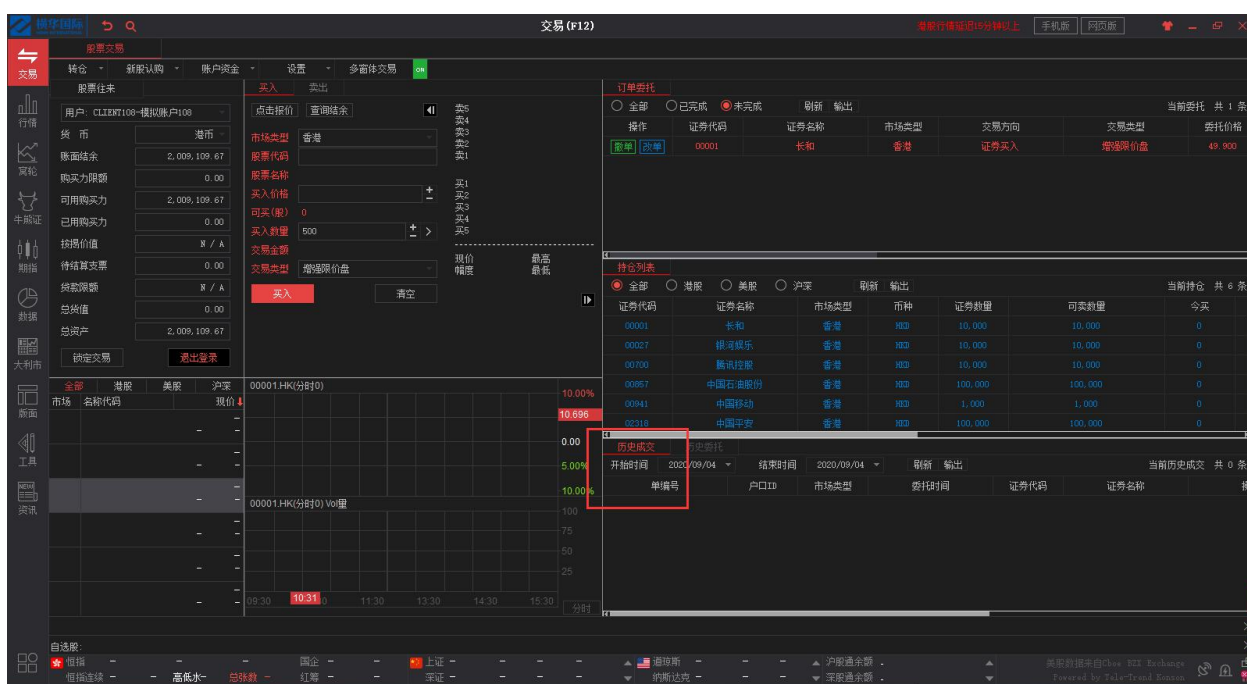 横华国际 交易(F12) 港股行情延迟15分钟以上 手机版 网页版
股票交易
交易 转仓 新股认购 账户资金 设置 多窗体交易 ON
股票往来 买入 卖出 订单委托
用户: CLIENT108-模拟账户108 点击报价 查询结余 卖5 全部 已完成 未完成 刷新 输出 当前委托 共 1 条
卖4
行情 货 币 港币 市场类型 香港 卖3 操作 证券代码 证券名称 市场类型 交易方向 交易类型 委托价格
卖2
账面结余 2,009,109.67 股票代码 卖1 撤单 改单 00001 长和 香港 证券买入 增强限价盘 49.900
窝轮 购买力限额 0.00 股票名称
买1
可用购买力 2,009,109.67 买入价格 买2
买3
牛熊证 已用购买力 0.00 可买(股) 0 买4
买入数量 500 买5
按揭价值 N / A 交易金额
期指 待结算支票 0.00 交易类型 增强限价盘 现价 最高 持仓列表
幅度 最低
贷款限额 N / A 买入 清空 全部 港股 美股 沪深 刷新 输出 当前持仓 共 6 条
数据 总货值 0.00 证券代码 证券名称 市场类型 币种 证券数量 可卖数量 今买
总资产 2,009,109.67 00001 长和 香港 HKD 10,000 10,000 0
00027 银河娱乐 香港 HKD 10,000 10,000 0
大利市 锁定交易 退出登录 00700 腾讯控股 香港 HKD 10,000 10,000 0
全部 港股 美股 沪深 00001.HK(分时0) 00857 中国石油股份 香港 HKD 100,000 100,000 0
10.00%
市场 名称代码 现价 00941 中国移动 香港 HKD 1,000 1,000 0
版面 10.696 02318 中国平安 香港 HKD 100,000 100,000 0
0.00 历史成交 历史委托
工具 5.00% 开始时间 2020/09/04 结束时间 2020/09/04 刷新 输出 当前历史成交 共 0 条
NEWS 10.00% 单编号 户口ID 市场类型 委托时间 证券代码 证券名称
资讯 00001.HK(分时0) Vol量 100
75
50
25
09:30 10:31 11:30 13:30 14:30 15:30 分时
自选股:
恒指 - - - 国企 - - 上证 - - - 道琼斯 - - - 沪股通余额 . 美股数据来自Cboe BZX Exchange
恒指连续 - - 高低水- 总张数 - 红筹 - - 深证 - - - 纳斯达克 - - - 深股通余额 .